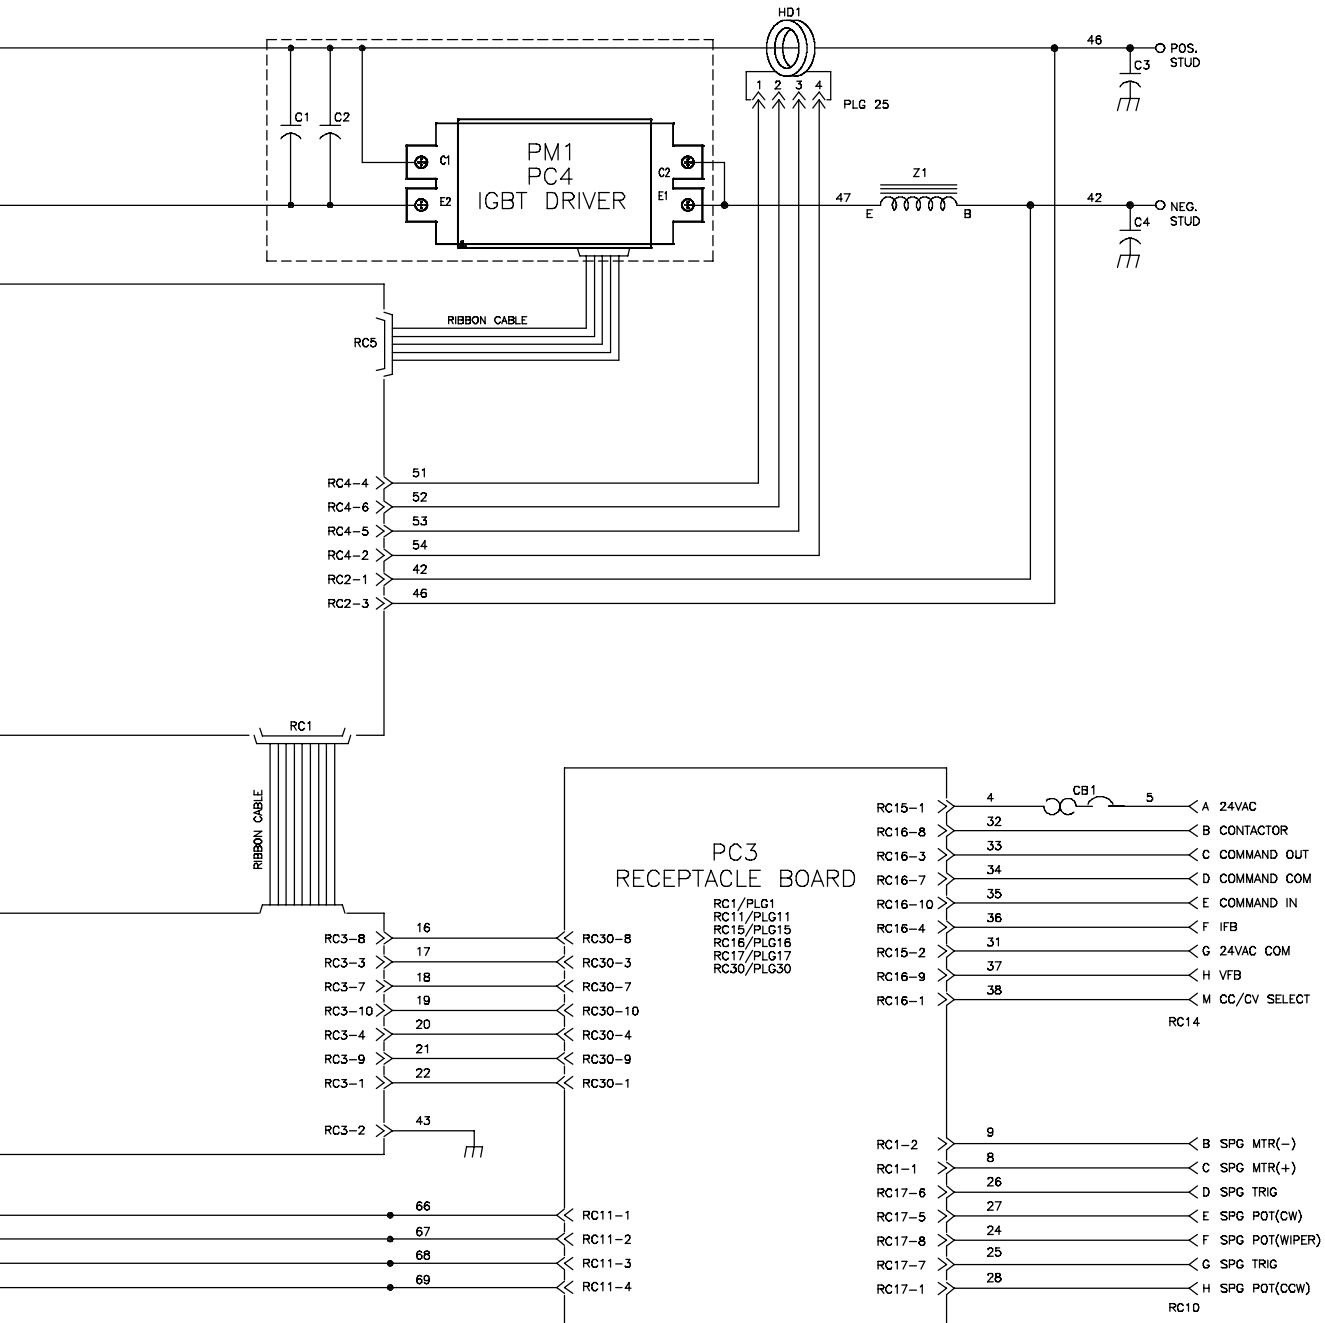 HD1
46
POS.
STUD
C3
1 2 3 4
PLG 25
C1
C2
PM1
PC4
IGBT DRIVER
C1
C2
E2
E1
Z1
47
E
B
42
NEG.
STUD
C4
RIBBON CABLE
RC5
RC4-4
51
RC4-6
52
RC4-5
53
RC4-2
54
RC2-1
42
RC2-3
46
RC1
RIBBON CABLE
PC3
RECEPTACLE BOARD
RC1/PLG1
RC11/PLG11
RC15/PLG15
RC16/PLG16
RC17/PLG17
RC30/PLG30
RC15-1 4 CB1 5 A 24VAC
RC16-8 32 B CONTACTOR
RC16-3 33 C COMMAND OUT
RC16-7 34 D COMMAND COM
RC16-10 35 E COMMAND IN
RC16-4 36 F IFB
RC15-2 31 G 24VAC COM
RC16-9 37 H VFB
RC16-1 38 M CC/CV SELECT
RC14
RC3-8 16 RC30-8
RC3-3 17 RC30-3
RC3-7 18 RC30-7
RC3-10 19 RC30-10
RC3-4 20 RC30-4
RC3-9 21 RC30-9
RC3-1 22 RC30-1
RC3-2 43
66 RC11-1
67 RC11-2
68 RC11-3
69 RC11-4
RC1-2 9 B SPG MTR(-)
RC1-1 8 C SPG MTR(+)
RC17-6 26 D SPG TRIG
RC17-5 27 E SPG POT(CW)
RC17-8 24 F SPG POT(WIPER)
RC17-7 25 G SPG TRIG
RC17-1 28 H SPG POT(CCW)
RC10